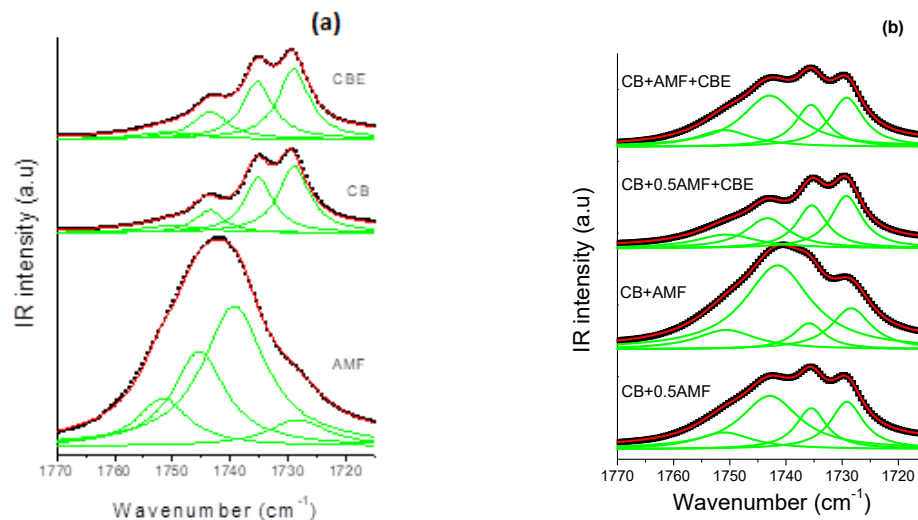 (a)
CBE
CB
AMF
IR intensity (a.u)
1770 1760 1750 1740 1730 1720
Wavenumber (cm⁻¹)
(b)
CB+AMF+CBE
CB+0.5AMF+CBE
CB+AMF
CB+0.5AMF
IR intensity (a.u)
1770 1760 1750 1740 1730 1720
Wavenumber (cm⁻¹)